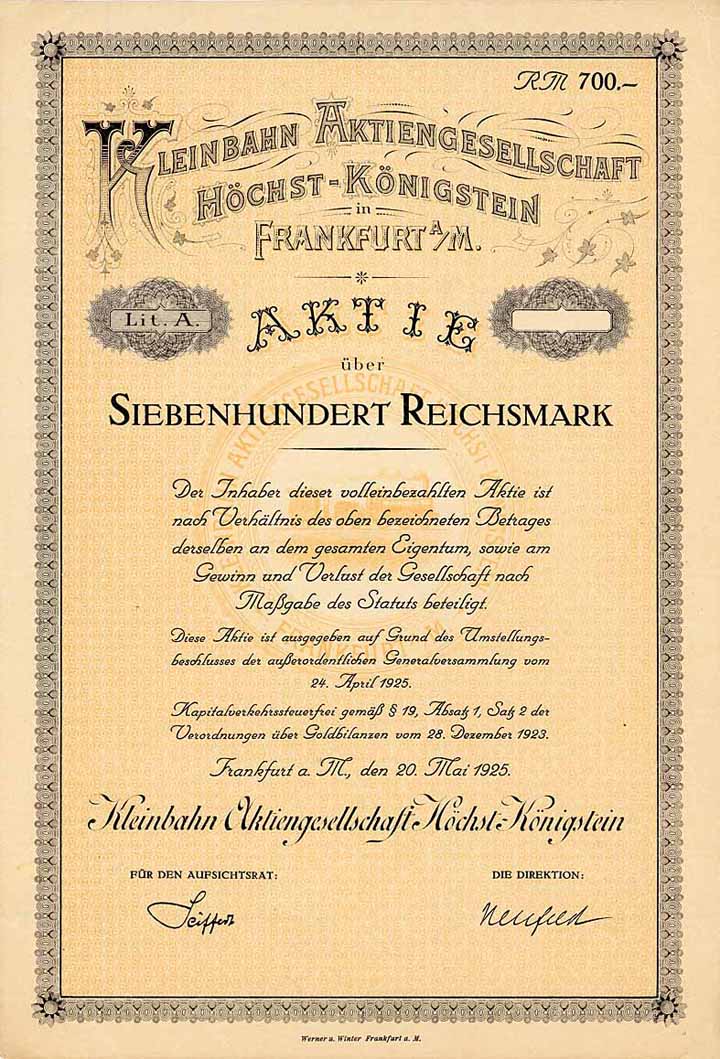 RM 700.–
KLEINBAHN AKTIENGESELLSCHAFT
HÖCHST-KÖNIGSTEIN
in
FRANKFURT A/M.
Lit. A.
AKTIE
über
SIEBENHUNDERT REICHSMARK
Der Inhaber dieser volleinbezahlten Aktie ist
nach Verhältnis des oben bezeichneten Betrages
derselben an dem gesamten Eigentum, sowie am
Gewinn und Verlust der Gesellschaft nach
Maßgabe des Statuts beteiligt.
Diese Aktie ist ausgegeben auf Grund des Umstellungs-
beschlusses der außerordentlichen Generalversammlung vom
24. April 1925.
Kapitalverkehrssteuerfrei gemäß § 19, Absatz 1, Satz 2 der
Verordnungen über Goldbilanzen vom 28. Dezember 1923.
Frankfurt a. M., den 20. Mai 1925.
Kleinbahn Aktiengesellschaft Höchst-Königstein
FÜR DEN AUFSICHTSRAT:
DIE DIREKTION:
Seiffert
Neufeld
Werner u. Winter Frankfurt a. M.